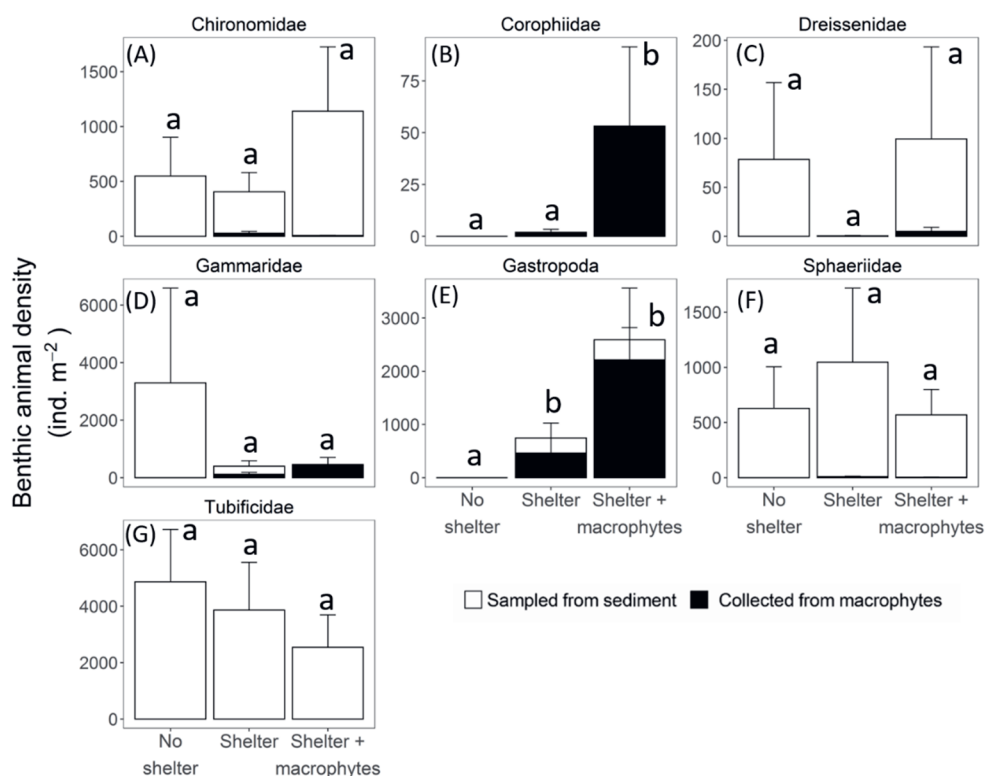 Chironomidae
(A)
1500
1000
500
0
a
a
a
Corophiidae
(B)
75
50
25
0
a
a
b
Dreissenidae
(C)
200
150
100
50
0
a
a
a
Benthic animal density
(ind. m⁻² )
Gammaridae
(D)
6000
4000
2000
0
a
a
a
Gastropoda
(E)
3000
2000
1000
0
a
b
b
No
shelter
Shelter
Shelter +
macrophytes
Sphaeriidae
(F)
1500
1000
500
0
a
a
a
No
shelter
Shelter
Shelter +
macrophytes
Tubificidae
(G)
6000
4000
2000
0
a
a
a
No
shelter
Shelter
Shelter +
macrophytes
Sampled from sediment
Collected from macrophytes